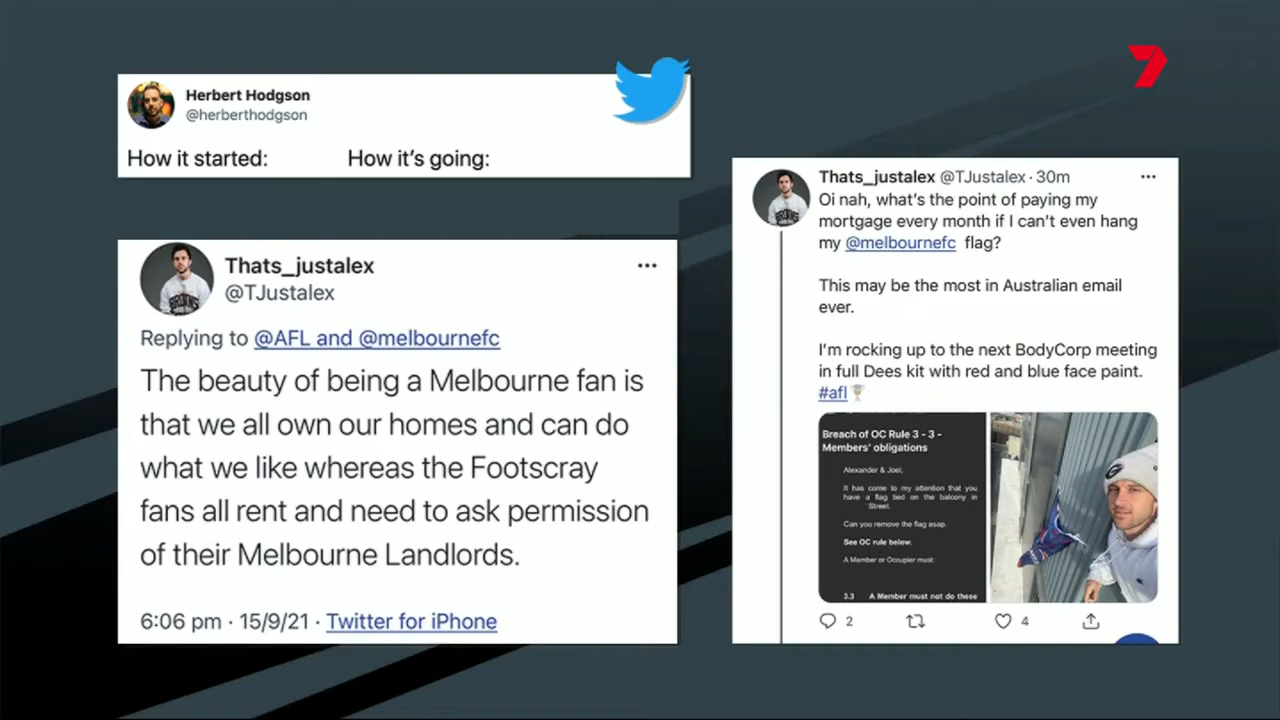 Herbert Hodgson
@herberthodgson
How it started: How it's going:
Thats_justalex
@TJustalex
Replying to @AFL and @melbournefc
The beauty of being a Melbourne fan is
that we all own our homes and can do
what we like whereas the Footscray
fans all rent and need to ask permission
of their Melbourne Landlords.
6:06 pm · 15/9/21 · Twitter for iPhone
7
Thats_justalex @TJustalex · 30m
Oi nah, what's the point of paying my
mortgage every month if I can't even hang
my @melbournefc flag?
This may be the most in Australian email
ever.
I'm rocking up to the next BodyCorp meeting
in full Dees kit with red and blue face paint.
#afl🏆
Breach of OC Rule 3 - 3 -
Members' obligations
Alexander & Joel,
It has come to my attention that you
have a flag tied on the balcony in
Street.
Can you remove the flag asap.
See OC rule below.
A Member or Occupier must:
3.3 A Member must not do these
2
4